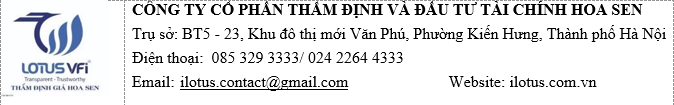 LOTUS VFi
Transparent - Trustworthy
THẨM ĐỊNH GIÁ HOA SEN
CÔNG TY CỔ PHẦN THẨM ĐỊNH VÀ ĐẦU TƯ TÀI CHÍNH HOA SEN
Trụ sở: BT5 - 23, Khu đô thị mới Văn Phú, Phường Kiến Hưng, Thành phố Hà Nội
Điện thoại: 085 329 3333/ 024 2264 4333
Email: ilotus.contact@gmail.com Website: ilotus.com.vn